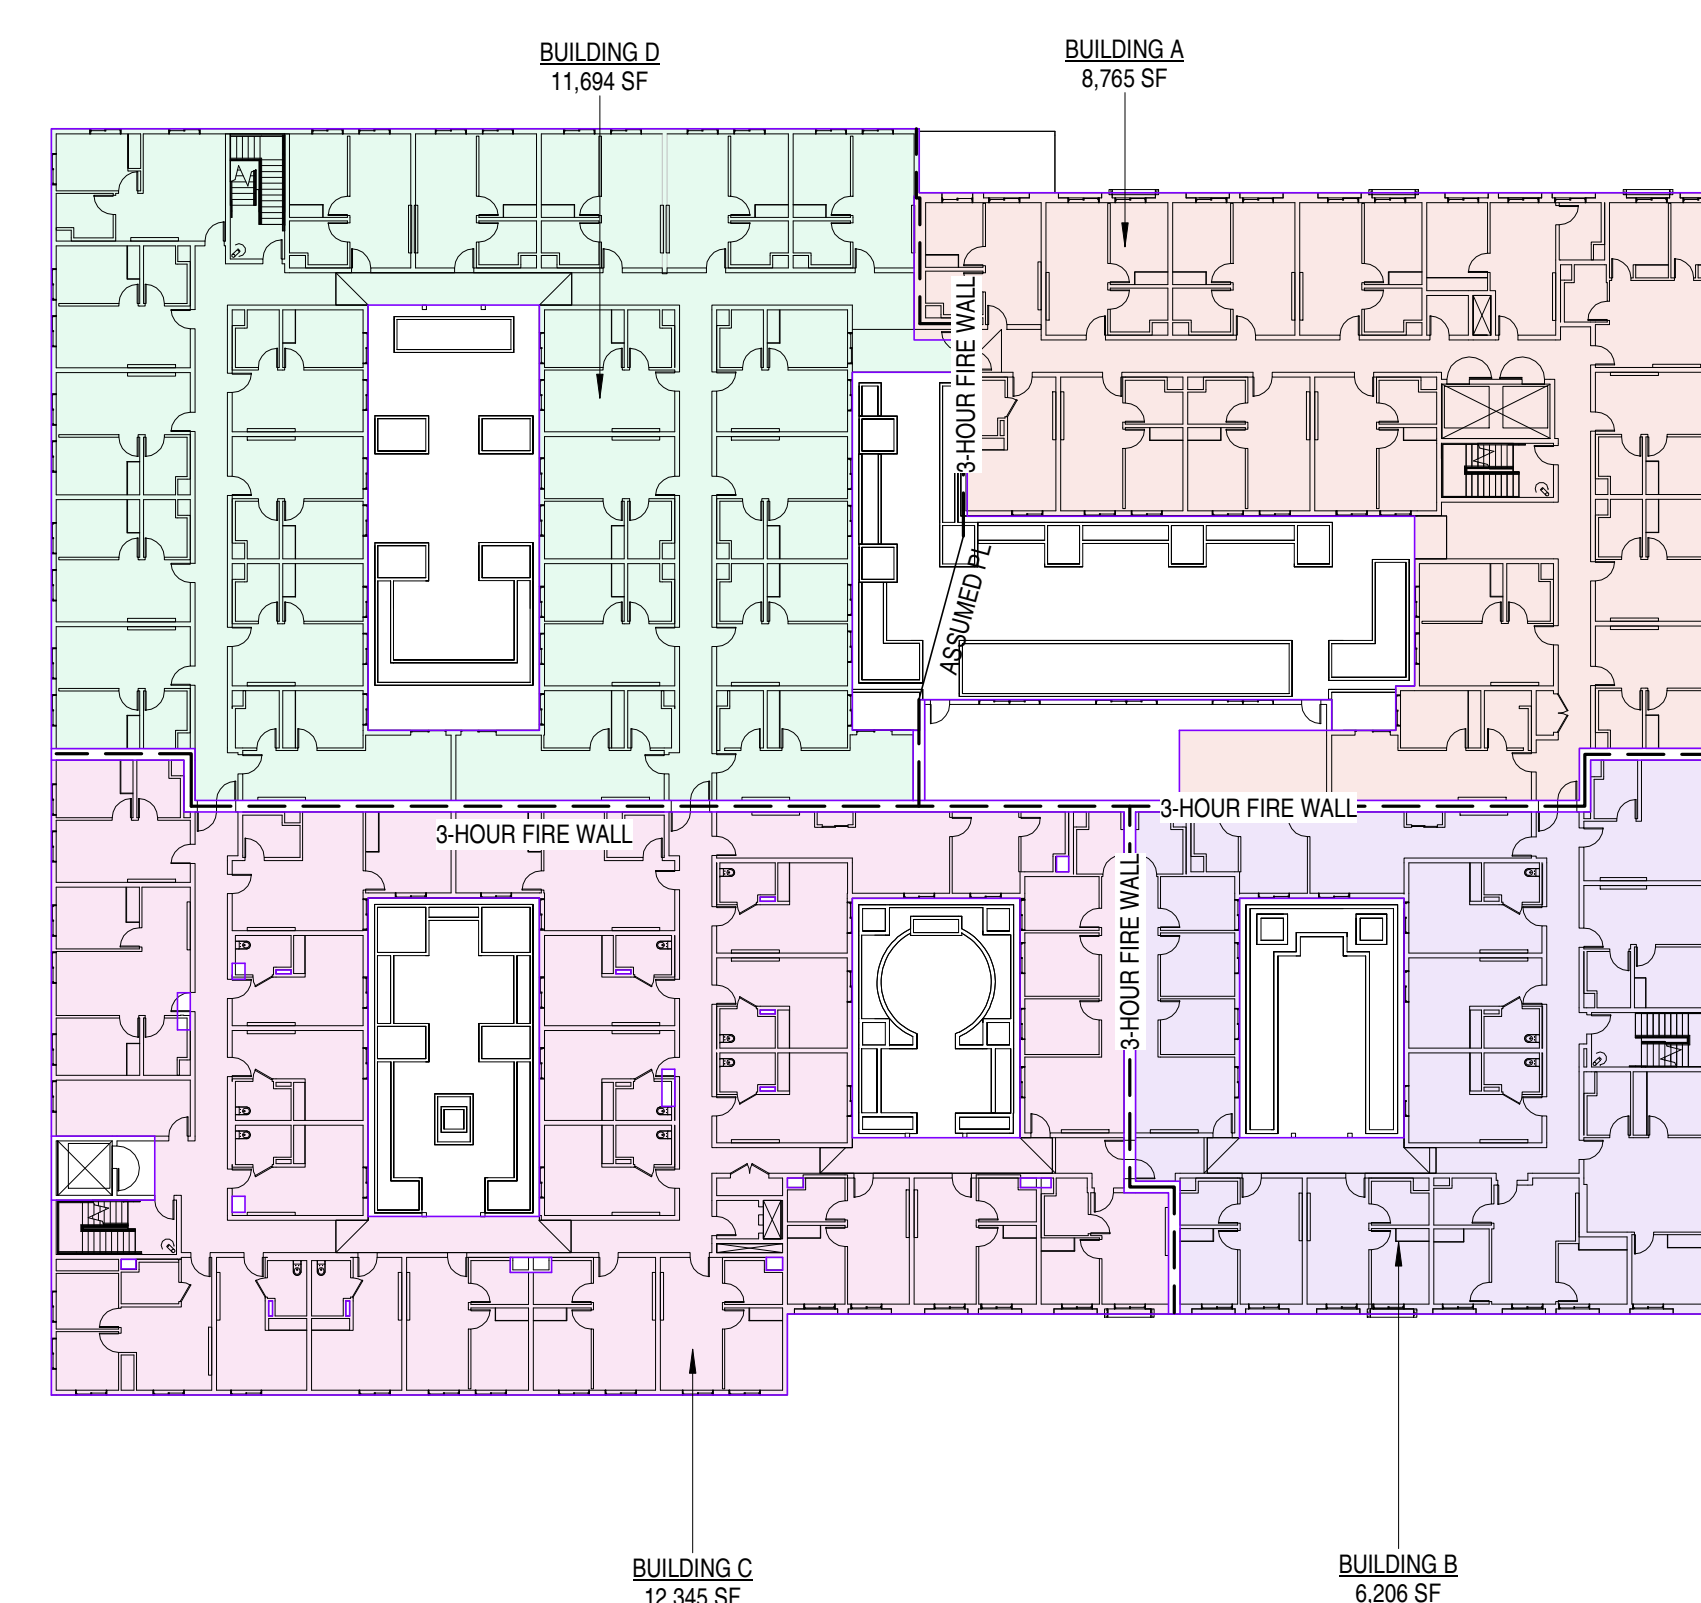 BUILDING D
11,694 SF
BUILDING A
8,765 SF
3-HOUR FIRE WALL
ASSUMED PL
3-HOUR FIRE WALL
3-HOUR FIRE WALL
3-HOUR FIRE WALL
BUILDING C
12,345 SF
BUILDING B
6,206 SF